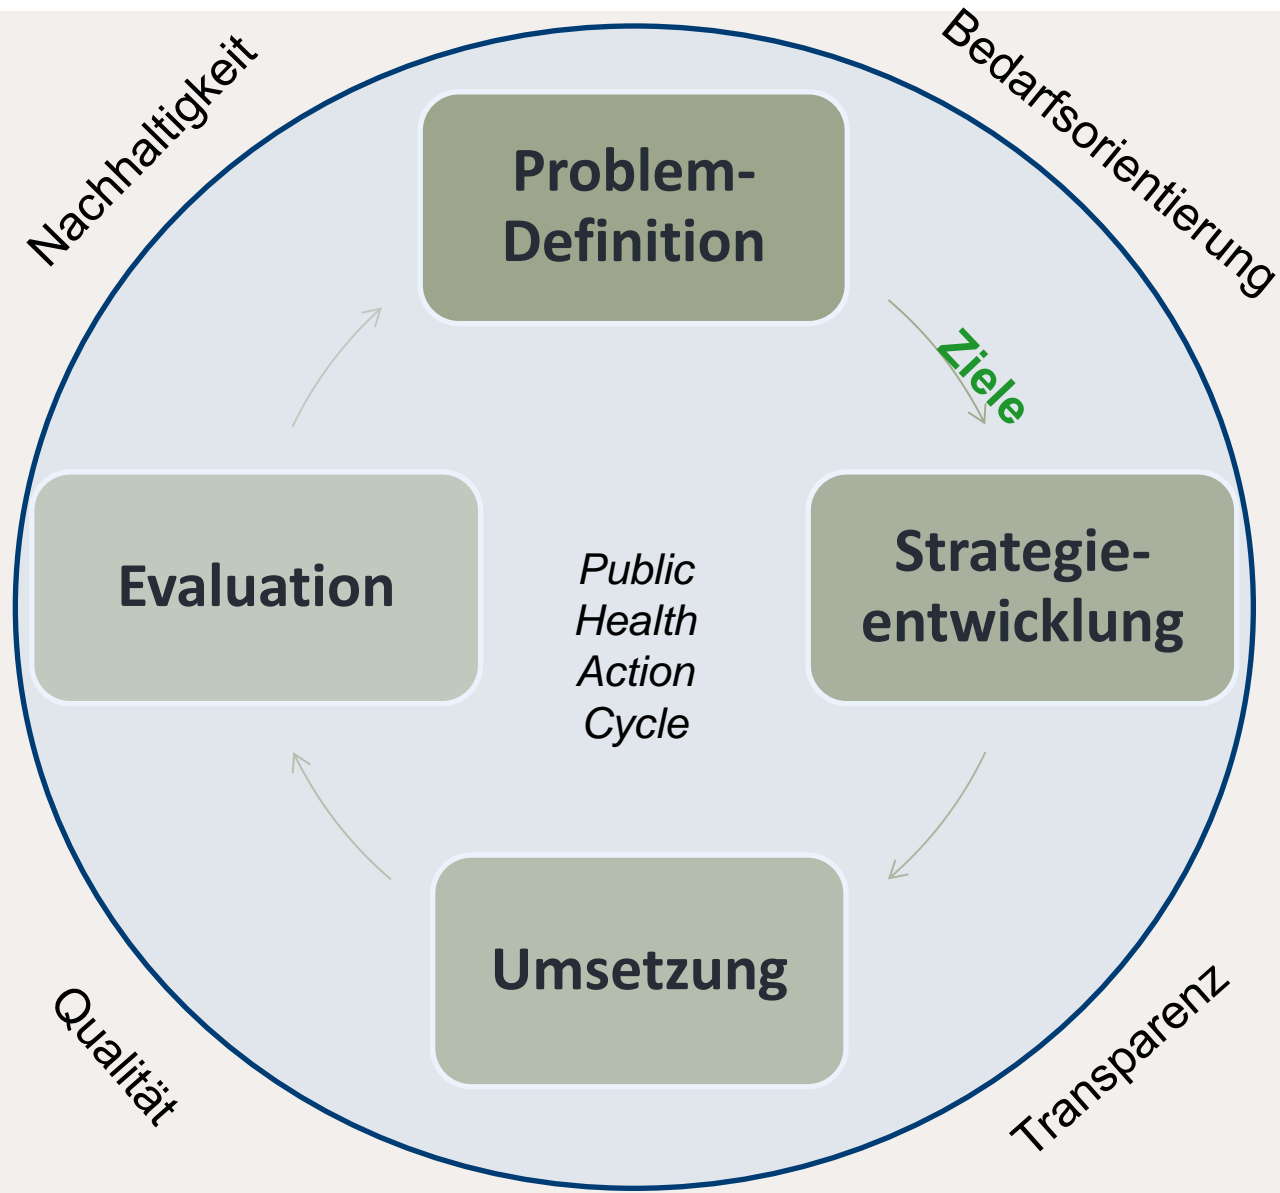 Nachhaltigkeit
Bedarfsorientierung
Problem-
Definition
Ziele
Evaluation
Public
Health
Action
Cycle
Strategie-
entwicklung
Umsetzung
Qualität
Transparenz